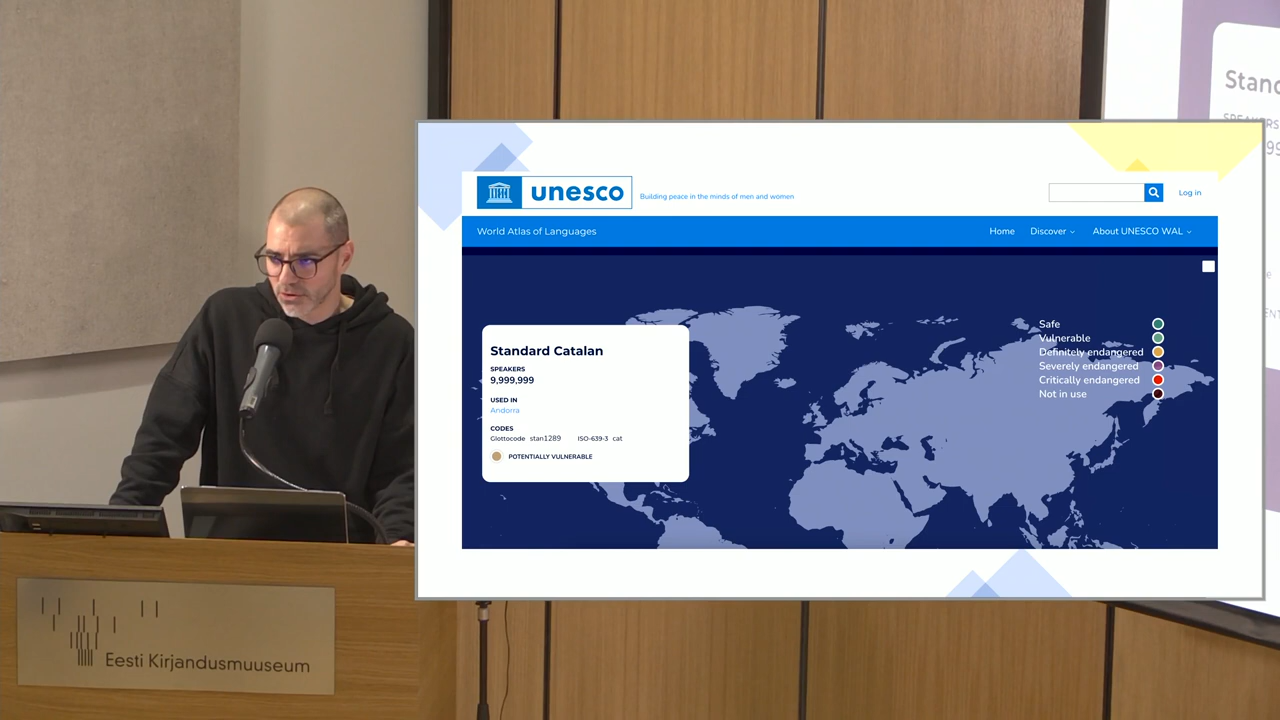 unesco
Building peace in the minds of men and women
Log in
World Atlas of Languages
Home
Discover
About UNESCO WAL
Standard Catalan
SPEAKERS
9,999,999
USED IN
Andorra
CODES
Glottocode stan1289 ISO-639-3 cat
POTENTIALLY VULNERABLE
Safe
Vulnerable
Definitely endangered
Severely endangered
Critically endangered
Not in use
Eesti Kirjandusmuuseum